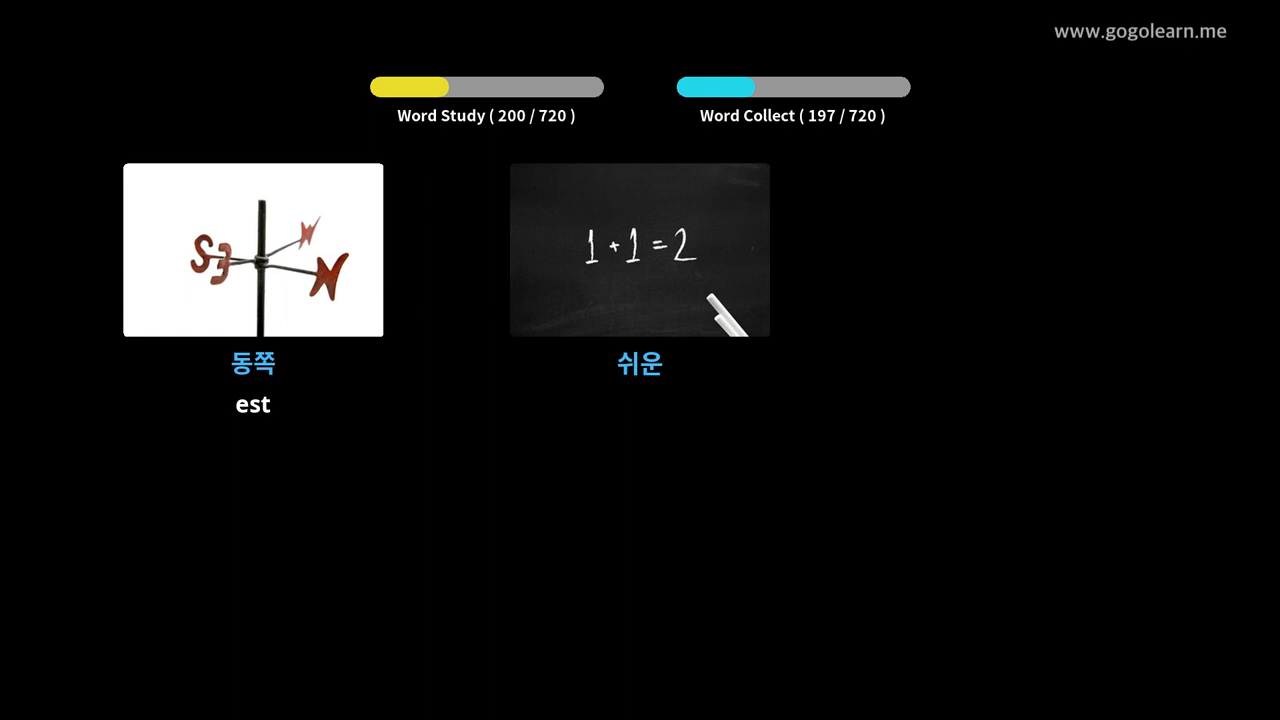 www.gogolearn.me
Word Study ( 200 / 720 )
Word Collect ( 197 / 720 )
S E N W
1 + 1 = 2
동쪽
쉬운
est